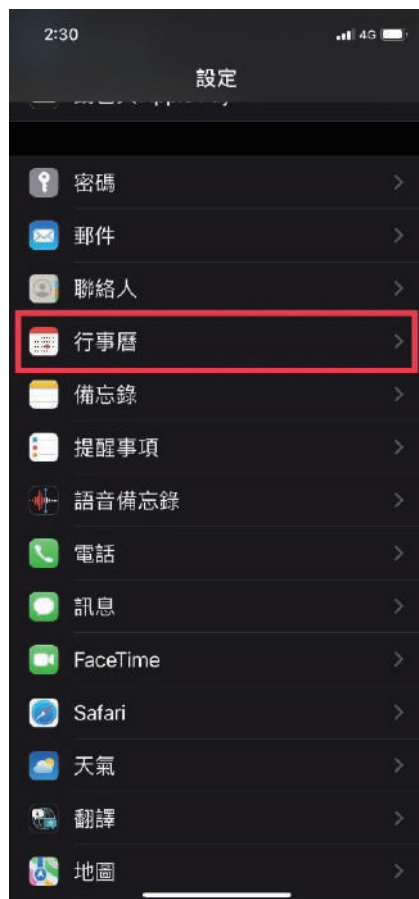 2:30
4G
設定
密碼
郵件
聯絡人
行事曆
備忘錄
提醒事項
語音備忘錄
電話
訊息
FaceTime
Safari
天氣
翻譯
地圖